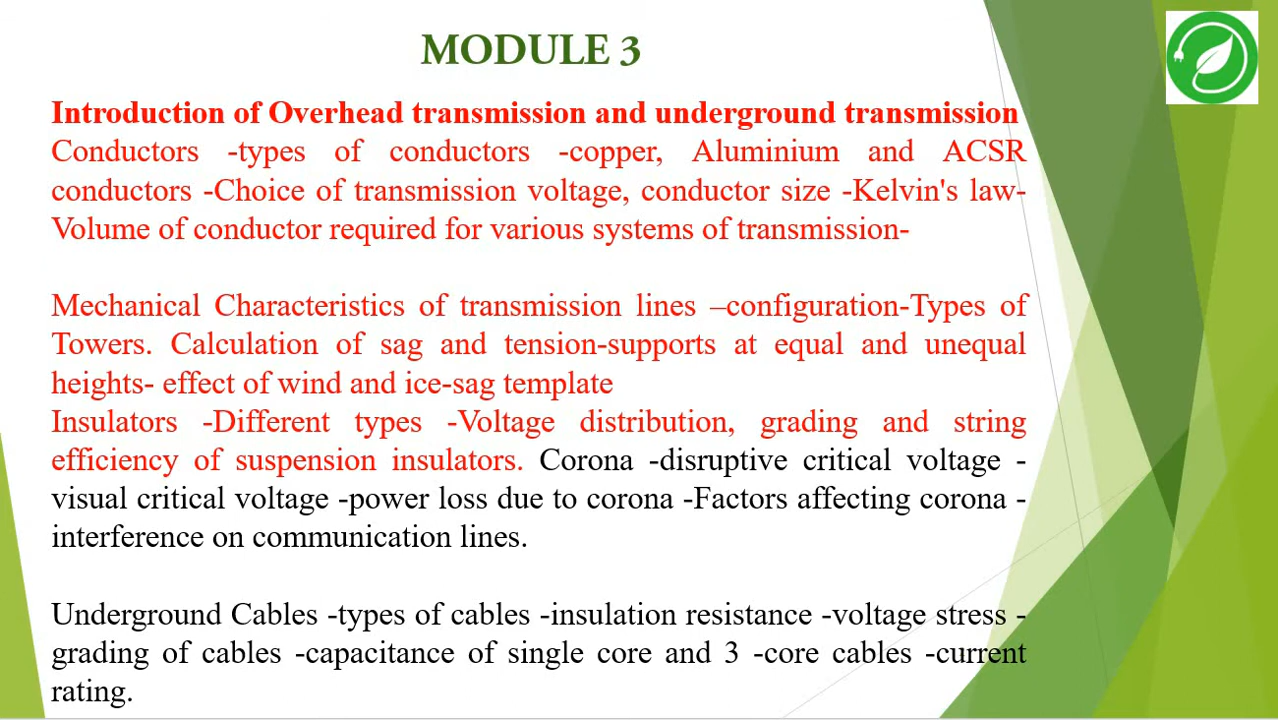 MODULE 3
Introduction of Overhead transmission and underground transmission
Conductors -types of conductors -copper, Aluminium and ACSR
conductors -Choice of transmission voltage, conductor size -Kelvin's law-
Volume of conductor required for various systems of transmission-
Mechanical Characteristics of transmission lines –configuration-Types of
Towers. Calculation of sag and tension-supports at equal and unequal
heights- effect of wind and ice-sag template
Insulators -Different types -Voltage distribution, grading and string
efficiency of suspension insulators. Corona -disruptive critical voltage -
visual critical voltage -power loss due to corona -Factors affecting corona -
interference on communication lines.
Underground Cables -types of cables -insulation resistance -voltage stress -
grading of cables -capacitance of single core and 3 -core cables -current
rating.